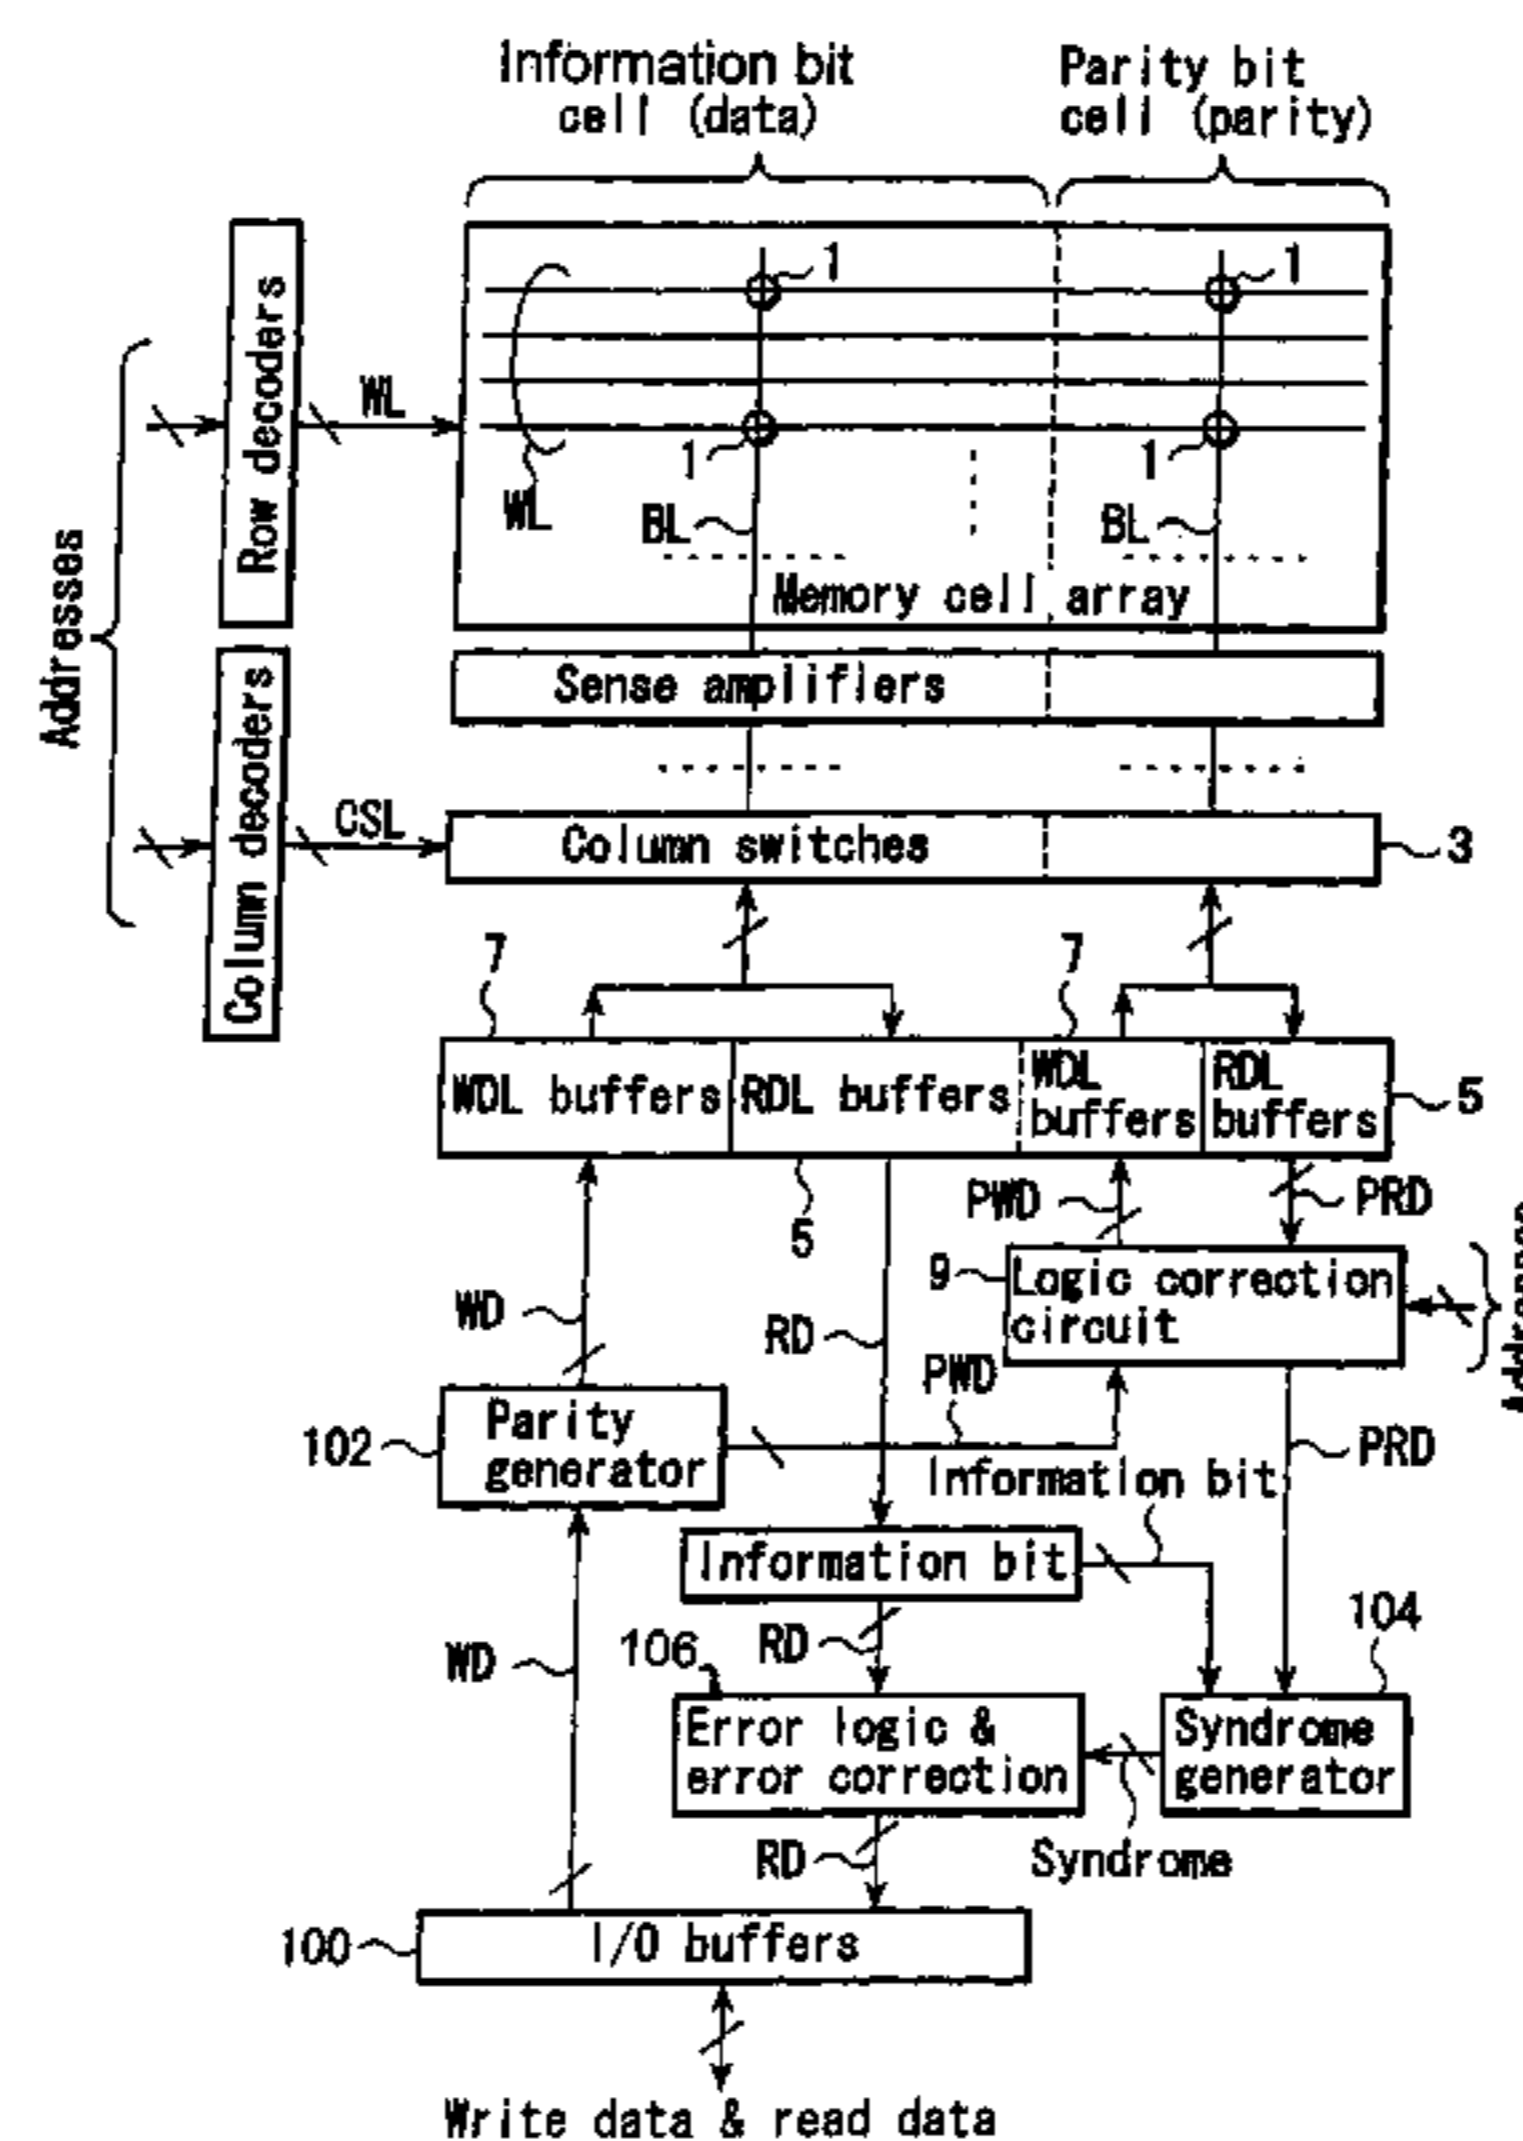 Information bit
cell (data)
Parity bit
cell (parity)
1
1
Row decoders
WL
1
1
WL
BL
BL
Memory cell array
Addresses
Sense amplifiers
Column decoders
CSL
Column switches
3
7
7
WDL buffers
RDL buffers
WDL
buffers
RDL
buffers
5
5
PWD
PRD
9
Logic correction
circuit
WD
RD
PWD
102
Parity
generator
PRD
Information bit
Information bit
104
106
RD
WD
Error logic &
error correction
Syndrome
generator
RD
Syndrome
100
I/O buffers
Write data & read data